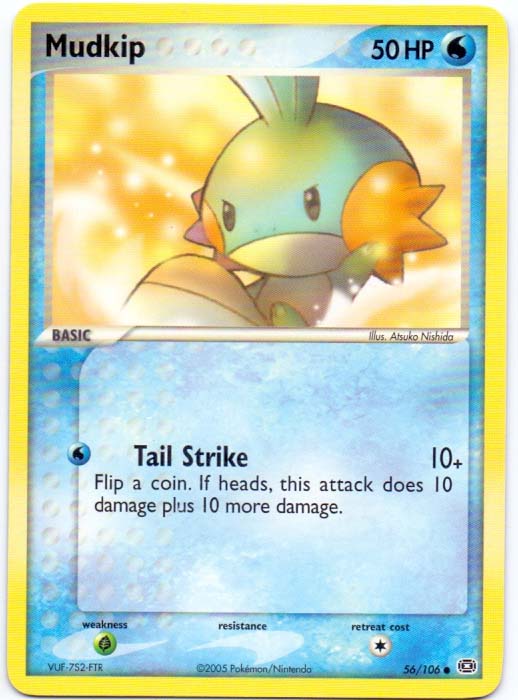 Mudkip
50 HP
BASIC
Illus. Atsuko Nishida
Tail Strike 10+
Flip a coin. If heads, this attack does 10
damage plus 10 more damage.
weakness resistance retreat cost
VUF-7S2-FTR ©2005 Pokémon/Nintendo 56/106 ●